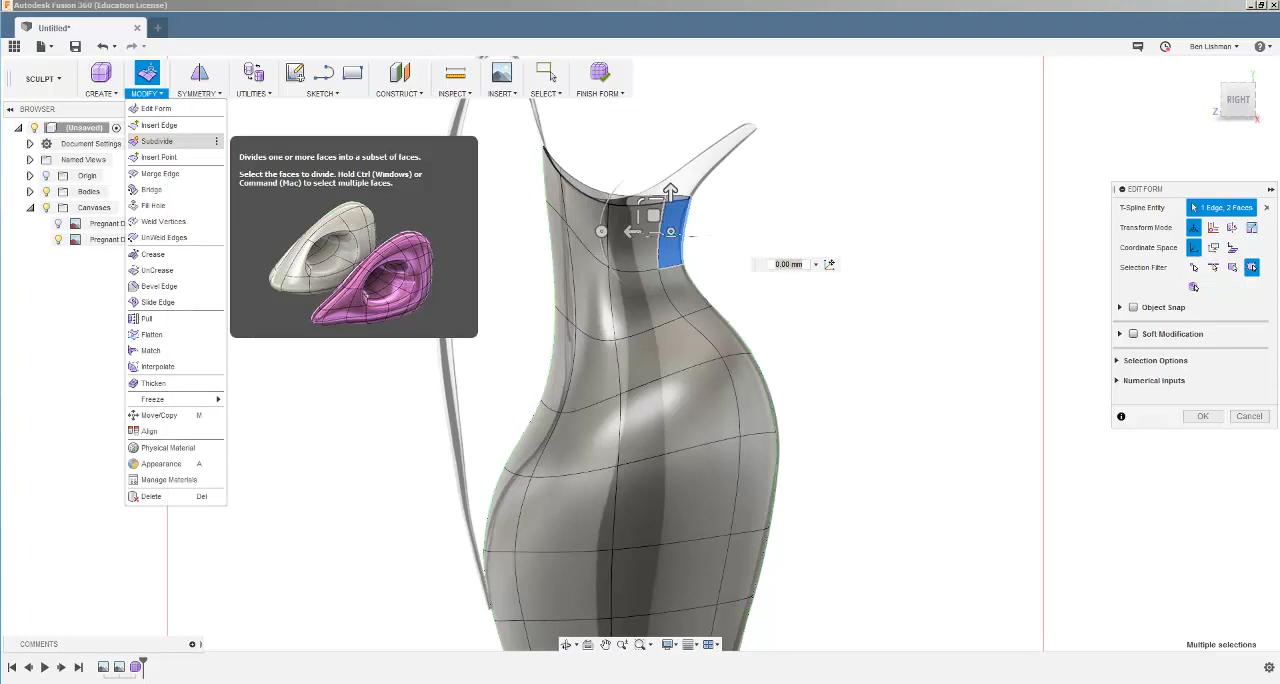 Autodesk Fusion 360 (Education License)
Untitled*
Ben Lishman
SCULPT
CREATE
MODIFY
SYMMETRY
UTILITIES
SKETCH
CONSTRUCT
INSPECT
INSERT
SELECT
FINISH FORM
BROWSER
(Unsaved)
Document Settings
Named Views
Origin
Bodies
Canvases
Pregnant D
Pregnant D
Edit Form
Insert Edge
Subdivide
Insert Point
Merge Edge
Bridge
Fill Hole
Weld Vertices
UnWeld Edges
Crease
UnCrease
Bevel Edge
Slide Edge
Pull
Flatten
Match
Interpolate
Thicken
Freeze
Move/Copy M
Align
Physical Material
Appearance A
Manage Materials
Delete Del
Divides one or more faces into a subset of faces.
Select the faces to divide. Hold Ctrl (Windows) or
Command (Mac) to select multiple faces.
0.00 mm
Y
RIGHT
Z
X
EDIT FORM
T-Spline Entity 1 Edge, 2 Faces
Transform Mode
Coordinate Space
Selection Filter
Object Snap
Soft Modification
Selection Options
Numerical Inputs
OK Cancel
COMMENTS
Multiple selections